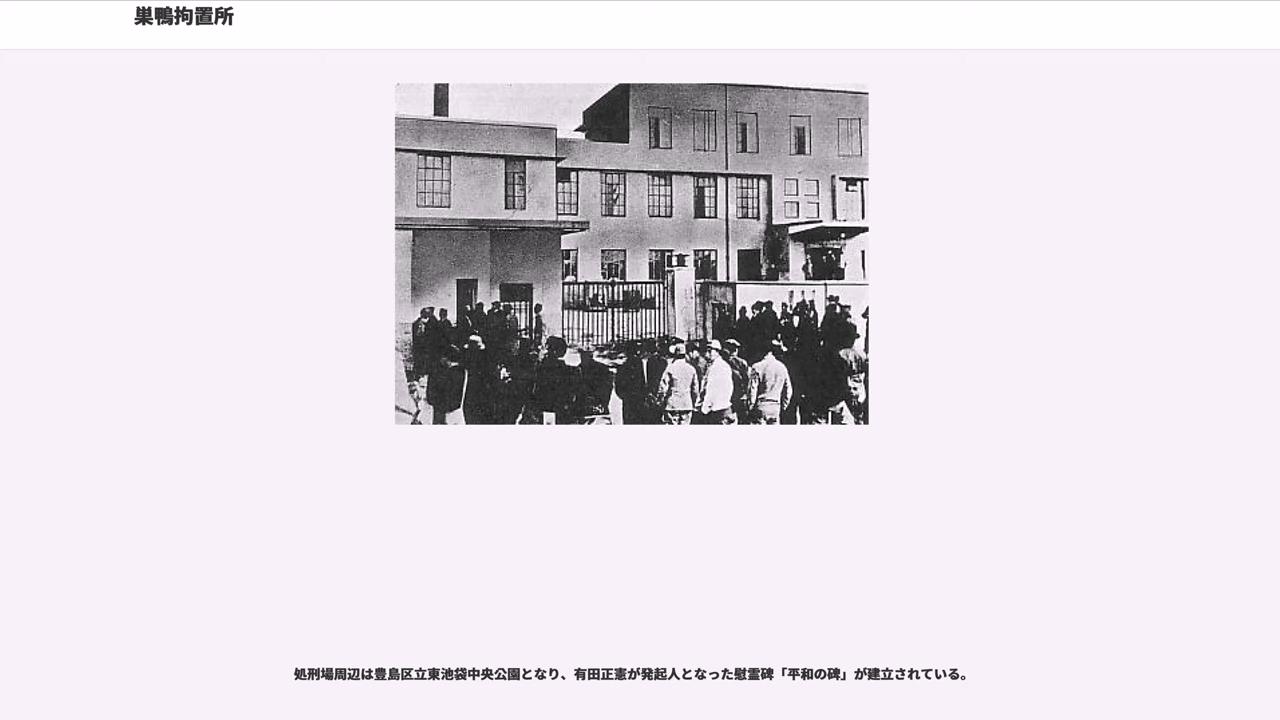 巣鴨拘置所
処刑場周辺は豊島区立東池袋中央公園となり、有田正憲が発起人となった慰霊碑「平和の碑」が建立されている。